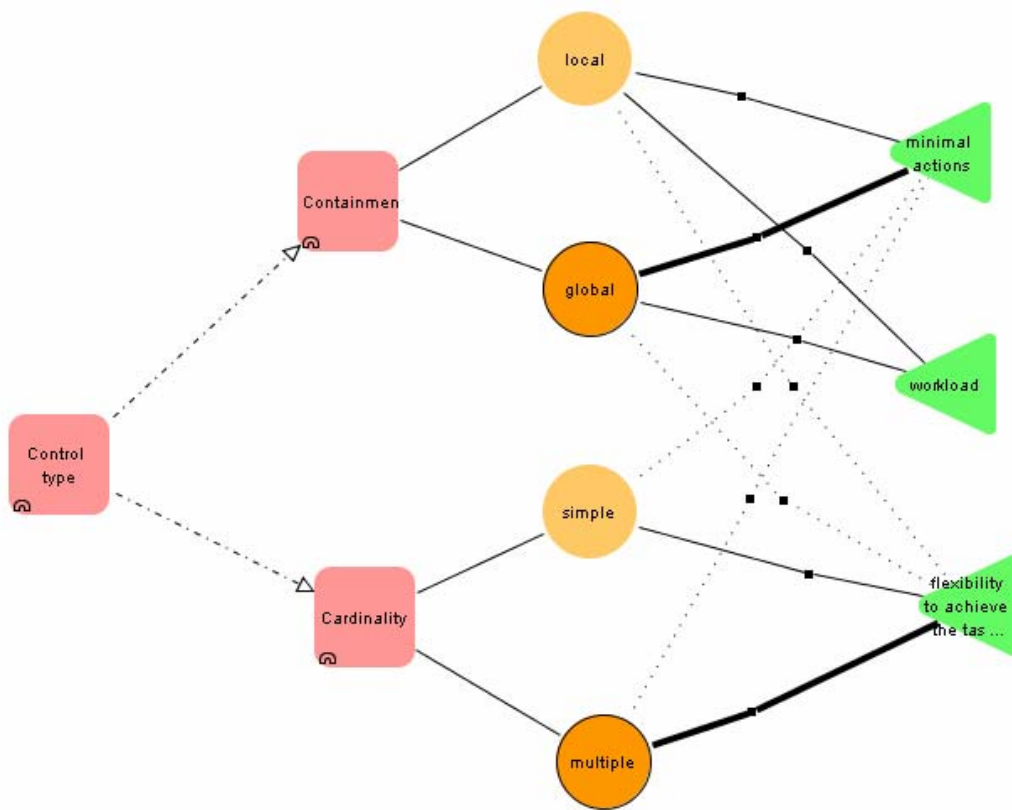 local
minimal
actions
Containmen
global
workload
Control
type
simple
flexibility
to achieve
the tas ...
Cardinality
multiple